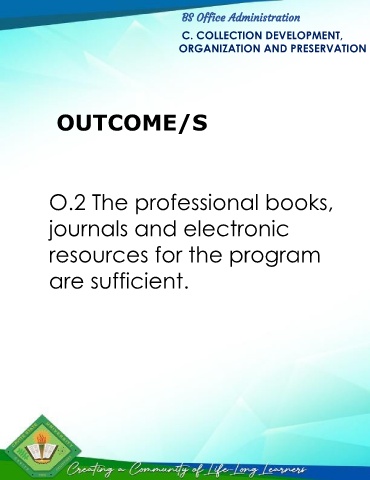 BS Office Administration
C. COLLECTION DEVELOPMENT,
ORGANIZATION AND PRESERVATION
OUTCOME/S
O.2 The professional books,
journals and electronic
resources for the program
are sufficient.
Creating a Community of Life-Long Learners